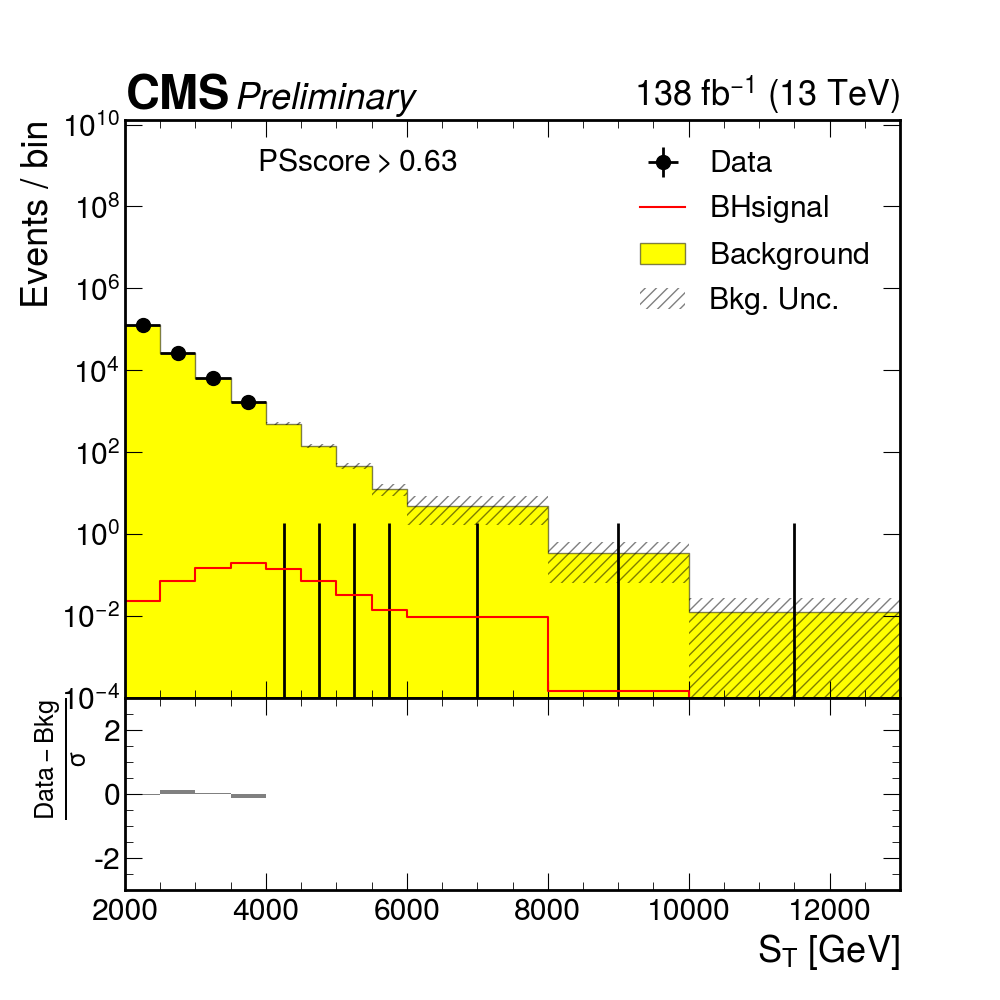 CMS Preliminary 138 fb⁻¹ (13 TeV)
Events / bin
PSscore > 0.63
Data
BHsignal
Background
Bkg. Unc.
10¹⁰
10⁸
10⁶
10⁴
10²
10⁰
10⁻²
10⁻⁴
Data – Bkg
σ
2
0
-2
2000 4000 6000 8000 10000 12000
S_T [GeV]